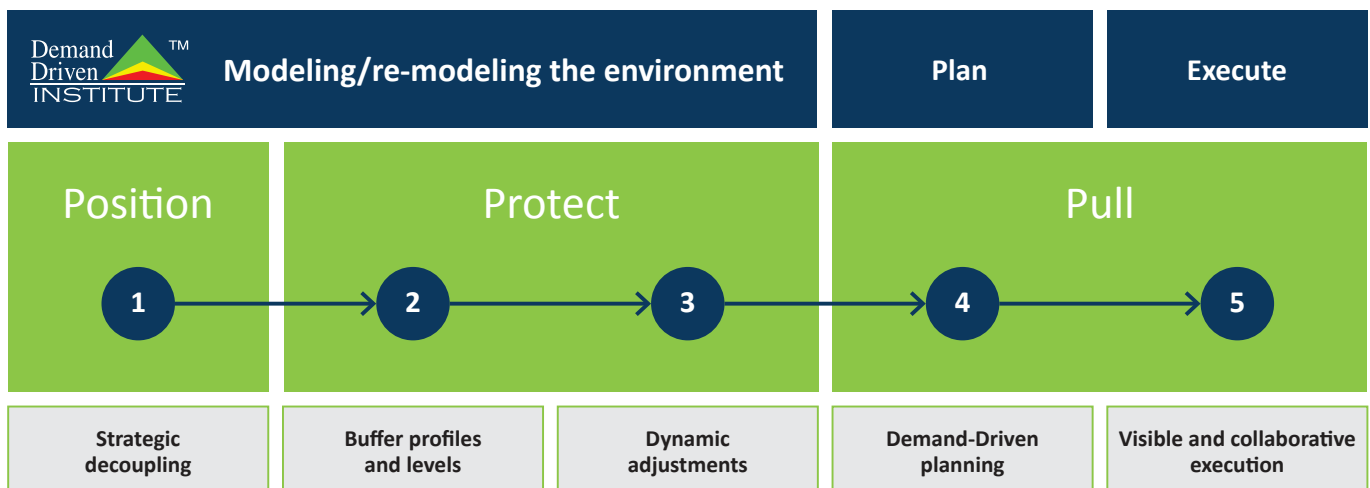 Demand
Driven
INSTITUTE
TM
Modeling/re-modeling the environment
Plan
Execute
Position
Protect
Pull
1
2
3
4
5
Strategic
decoupling
Buffer profiles
and levels
Dynamic
adjustments
Demand-Driven
planning
Visible and collaborative
execution